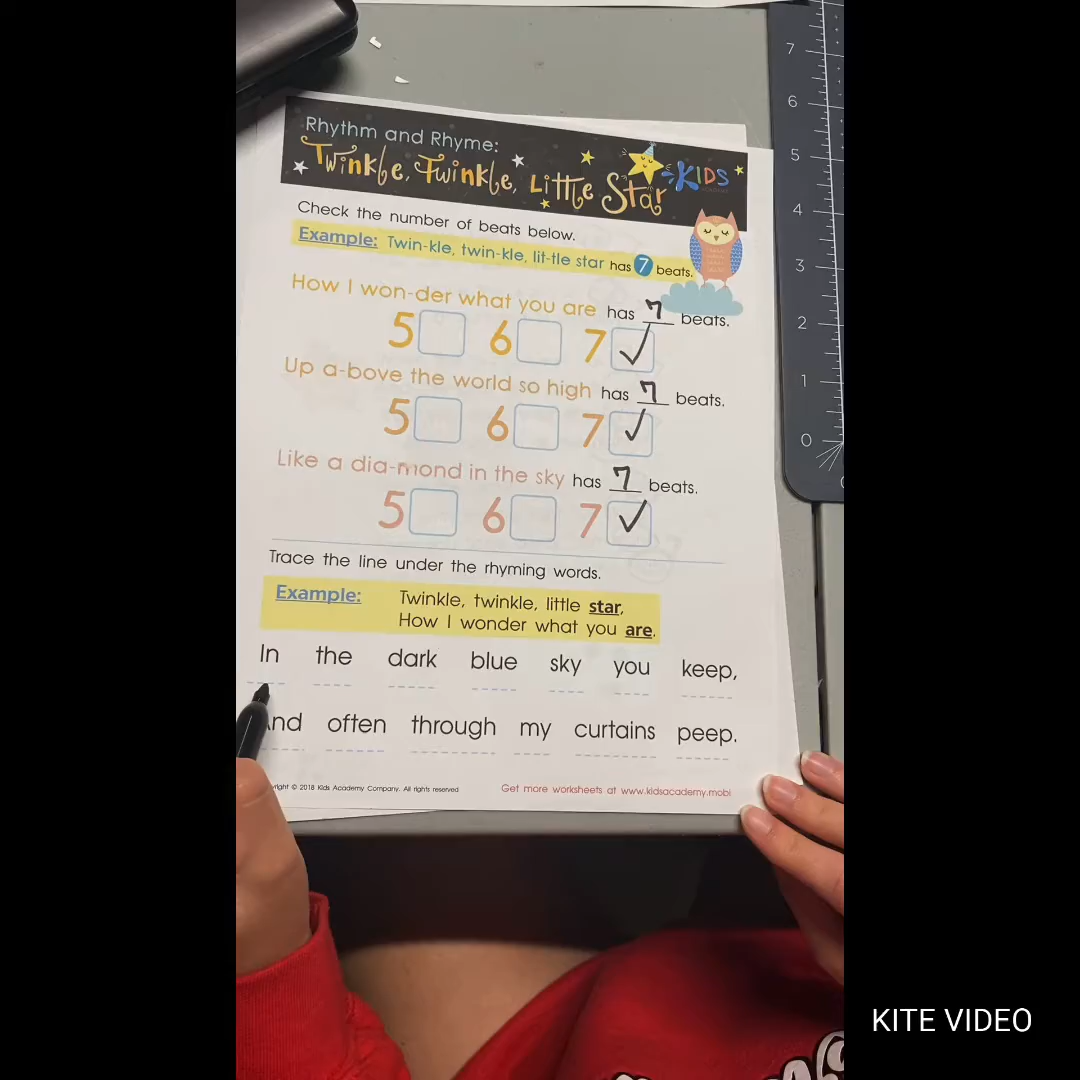 Rhythm and Rhyme:
Twinkle, Twinkle, Little Star
KIDS
Check the number of beats below.
Example: Twin-kle, twin-kle, lit-tle star has 7 beats.
How I won-der what you are has 7 beats.
5 6 7 ✓
Up a-bove the world so high has 7 beats.
5 6 7 ✓
Like a dia-mond in the sky has 7 beats.
5 6 7 ✓
Trace the line under the rhyming words.
Example: Twinkle, twinkle, little star,
How I wonder what you are.
In the dark blue sky you keep,
And often through my curtains peep.
right © 2018 Kids Academy Company. All rights reserved
Get more worksheets at www.kidsacademy.mobi
7
6
5
4
3
2
1
0
KITE VIDEO